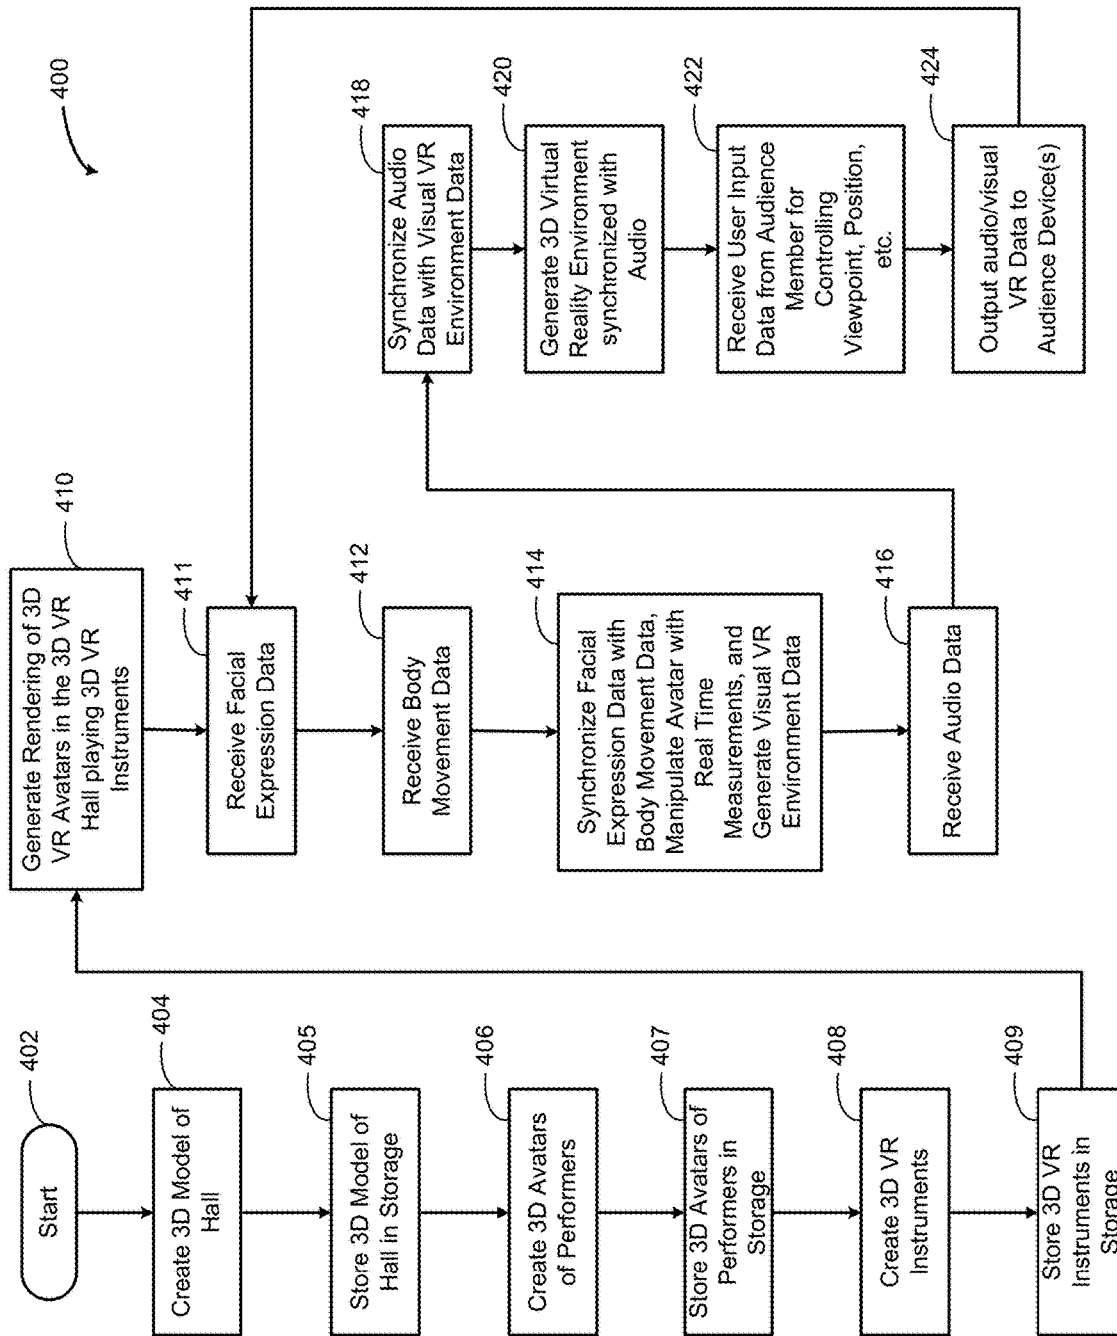 400
Start
402
Create 3D Model of
Hall
404
Store 3D Model of
Hall in Storage
405
Create 3D Avatars
of Performers
406
Store 3D Avatars of
Performers in
Storage
407
Create 3D VR
Instruments
408
Store 3D VR
Instruments in
Storage
409
Generate Rendering of 3D
VR Avatars in the 3D VR
Hall playing 3D VR
Instruments
410
Receive Facial
Expression Data
411
Receive Body
Movement Data
412
Synchronize Facial
Expression Data with
Body Movement Data,
Manipulate Avatar with
Real Time
Measurements, and
Generate Visual VR
Environment Data
414
Receive Audio Data
416
Synchronize Audio
Data with Visual VR
Environment Data
418
Generate 3D Virtual
Reality Environment
synchronized with
Audio
420
Receive User Input
Data from Audience
Member for
Controlling
Viewpoint, Position,
etc.
422
Output audio/visual
VR Data to
Audience Device(s)
424